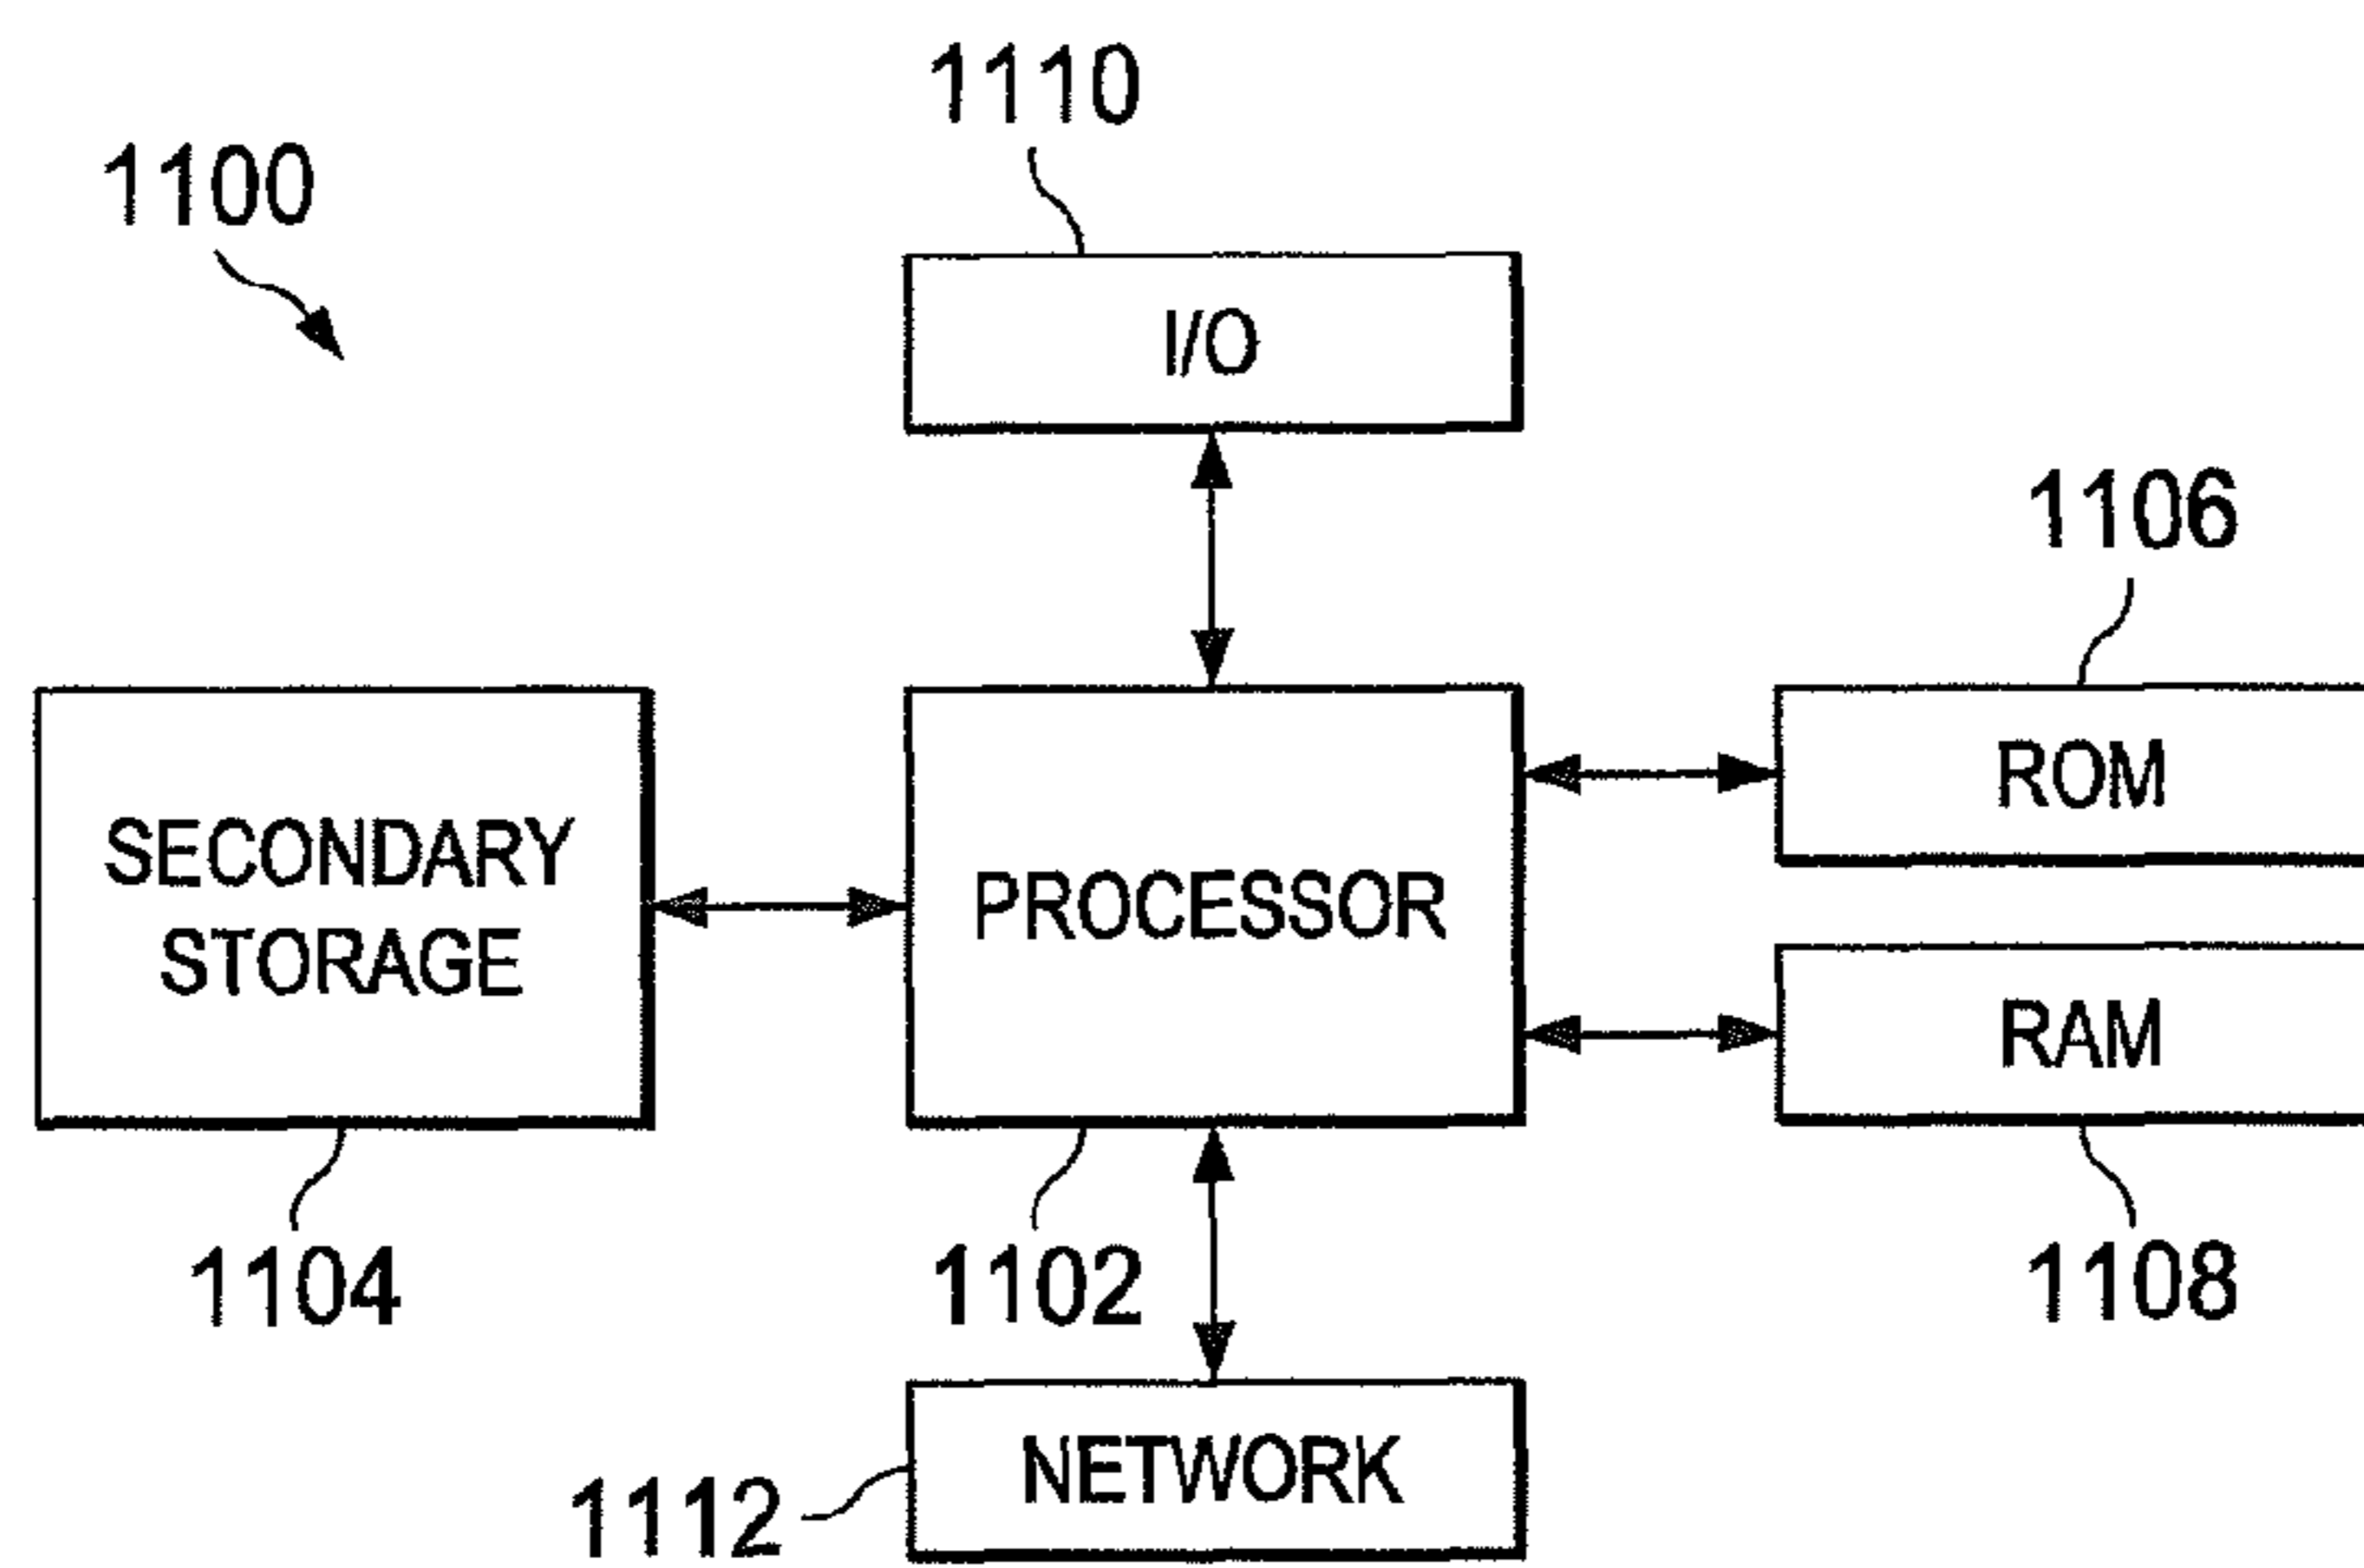 1110
1100
I/O
1106
ROM
SECONDARY
STORAGE
PROCESSOR
RAM
1104
1102
1108
NETWORK
1112